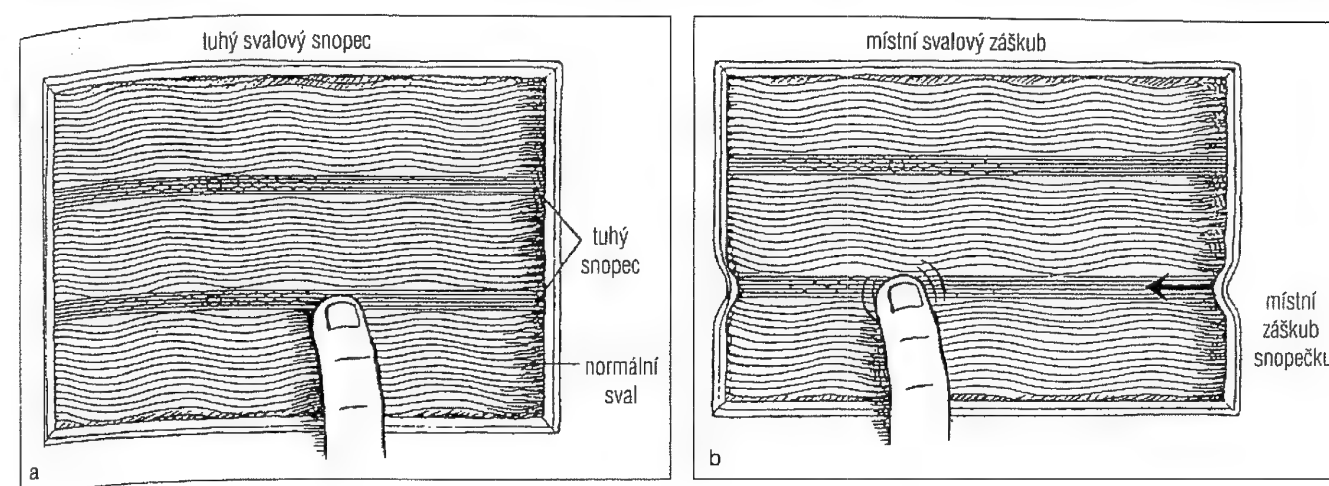 tuhý svalový snopec
tuhý
snopec
normální
sval
a
místní svalový záškub
místní
záškub
snopečku
b